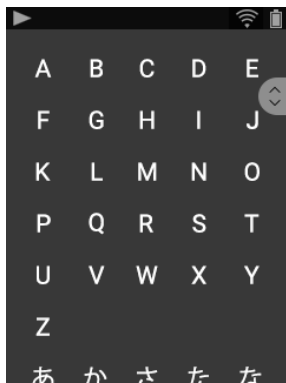 A B C D E
F G H I J
K L M N O
P Q R S T
U V W X Y
Z
あ か さ た な